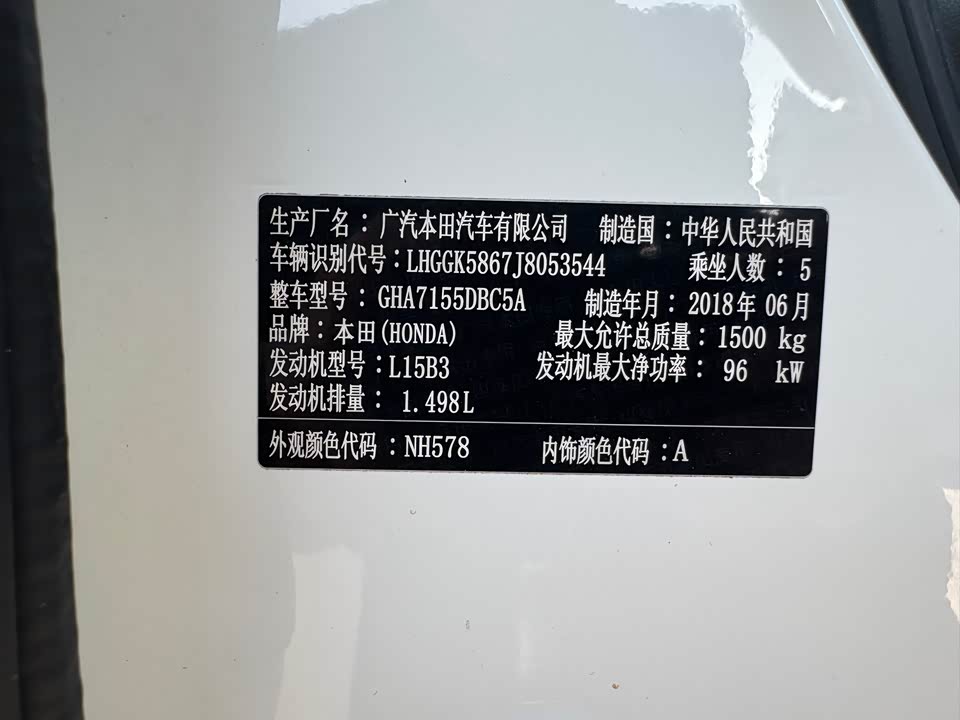 生产厂名：广汽本田汽车有限公司 制造国：中华人民共和国
车辆识别代号：LHGGK5867J8053544 乘坐人数：5
整车型号：GHA7155DBC5A 制造年月：2018年06月
品牌：本田(HONDA) 最大允许总质量：1500 kg
发动机型号：L15B3 发动机最大净功率：96 kW
发动机排量：1.498L
外观颜色代码：NH578 内饰颜色代码：A